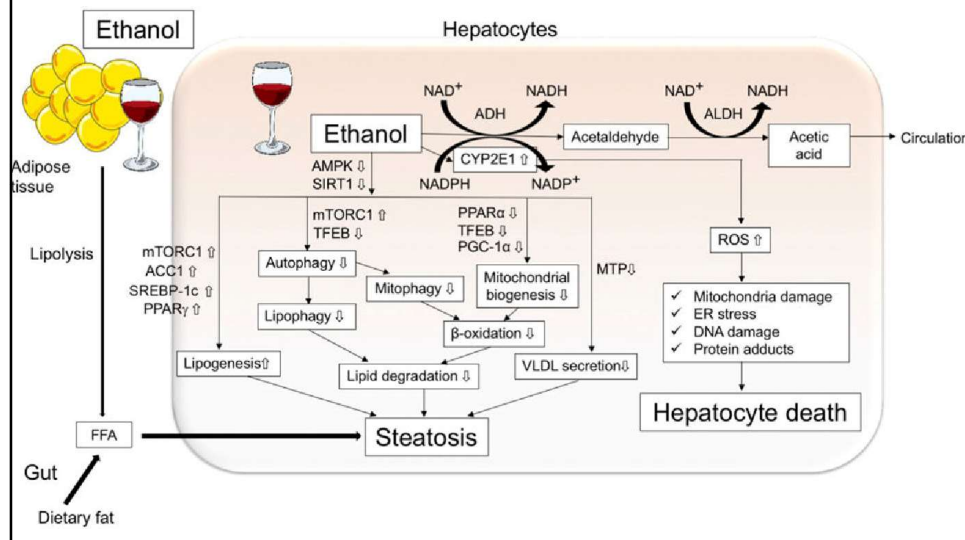 Ethanol
Hepatocytes
Adipose
tissue
Lipolysis
FFA
Gut
Dietary fat
Ethanol
NAD+
NADH
ADH
Acetaldehyde
NAD+
NADH
ALDH
Acetic
acid
Circulation
CYP2E1 ⇧
NADPH
NADP+
AMPK ⇩
SIRT1 ⇩
mTORC1 ⇧
ACC1 ⇧
SREBP-1c ⇧
PPARγ ⇧
mTORC1 ⇧
TFEB ⇩
Autophagy ⇩
Mitophagy ⇩
Lipophagy ⇩
PPARα ⇩
TFEB ⇩
PGC-1α ⇩
Mitochondrial
biogenesis ⇩
β-oxidation ⇩
MTP⇩
Lipogenesis⇧
Lipid degradation ⇩
VLDL secretion⇩
Steatosis
ROS ⇧
✓ Mitochondria damage
✓ ER stress
✓ DNA damage
✓ Protein adducts
Hepatocyte death